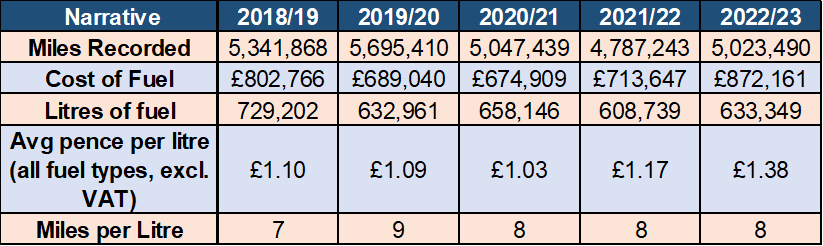 Narrative 2018/19 2019/20 2020/21 2021/22 2022/23
Miles Recorded 5,341,868 5,695,410 5,047,439 4,787,243 5,023,490
Cost of Fuel £802,766 £689,040 £674,909 £713,647 £872,161
Litres of fuel 729,202 632,961 658,146 608,739 633,349
Avg pence per litre
(all fuel types, excl. £1.10 £1.09 £1.03 £1.17 £1.38
VAT)
Miles per Litre 7 9 8 8 8